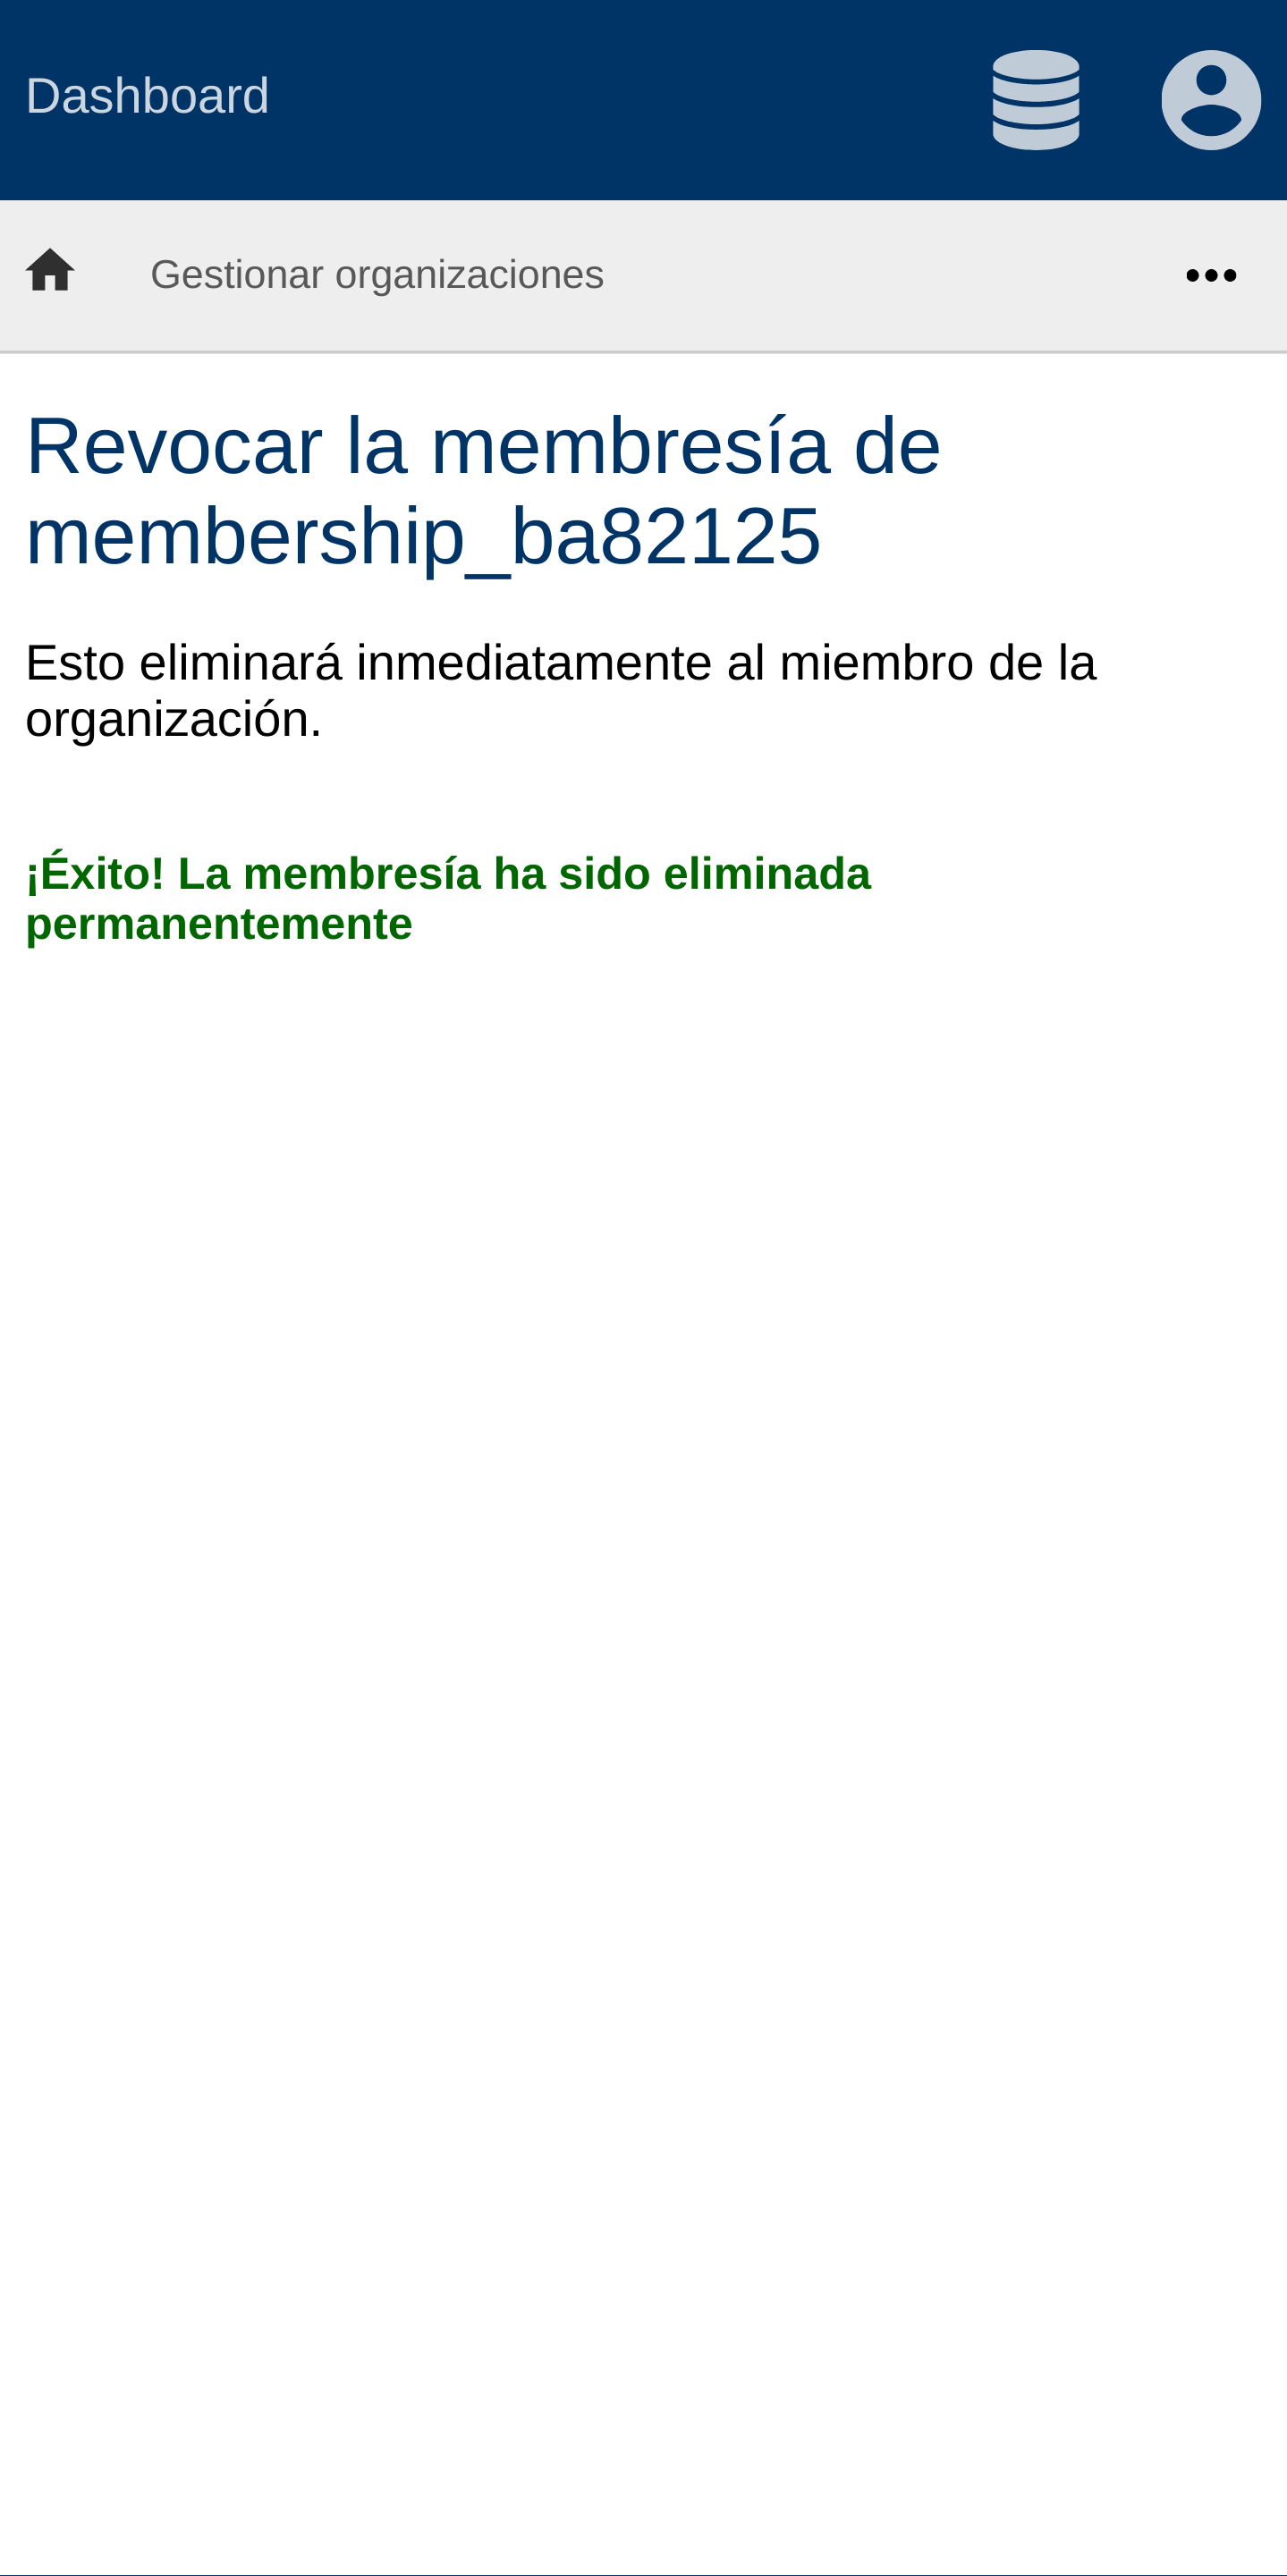 Dashboard
Gestionar organizaciones
Revocar la membresía de
membership_ba82125
Esto eliminará inmediatamente al miembro de la
organización.
¡Éxito! La membresía ha sido eliminada
permanentemente